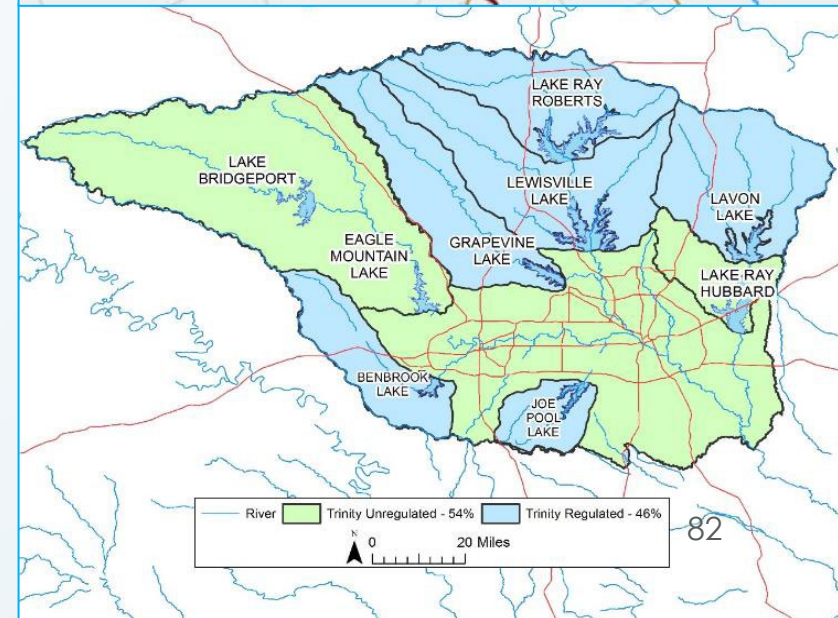 LAKE RAY
ROBERTS
LAKE
BRIDGEPORT
LEWISVILLE
LAKE
LAVON
LAKE
EAGLE
MOUNTAIN
LAKE
GRAPEVINE
LAKE
LAKE RAY
HUBBARD
BENBROOK
LAKE
JOE
POOL
LAKE
River Trinity Unregulated - 54% Trinity Regulated - 46%
N
0 20 Miles
82